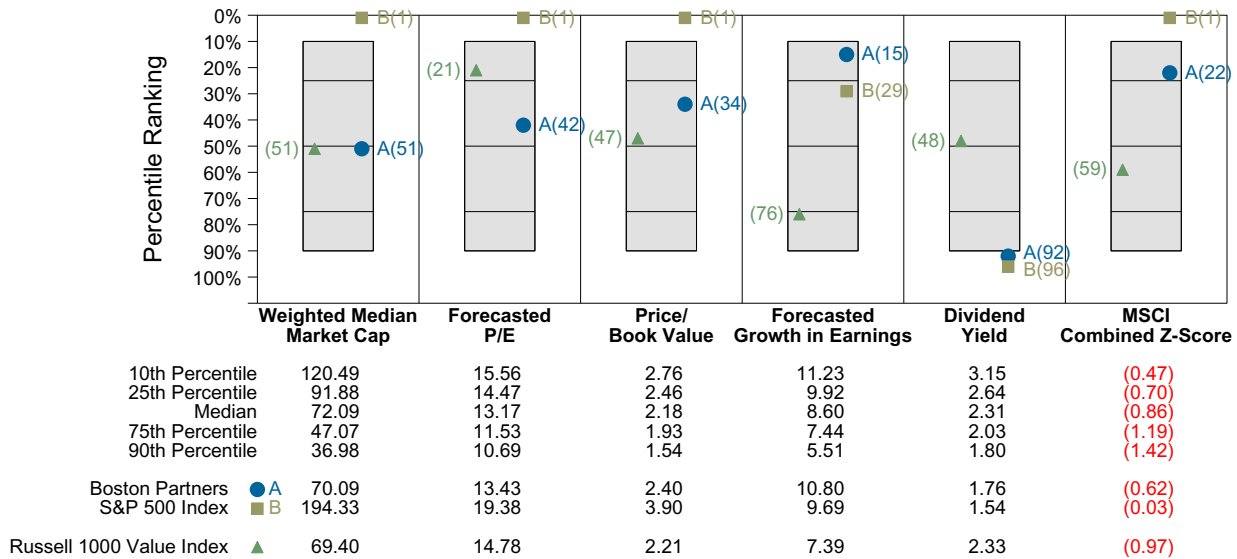 Percentile Ranking
0%
10%
20%
30%
40%
50%
60%
70%
80%
90%
100%
B(1)
(51)
A(51)
B(1)
(21)
A(42)
B(1)
A(34)
(47)
A(15)
B(29)
(76)
(48)
A(92)
B(96)
B(1)
A(22)
(59)
Weighted Median Market Cap
Forecasted P/E
Price/ Book Value
Forecasted Growth in Earnings
Dividend Yield
MSCI Combined Z-Score
10th Percentile 120.49 15.56 2.76 11.23 3.15 (0.47)
25th Percentile 91.88 14.47 2.46 9.92 2.64 (0.70)
Median 72.09 13.17 2.18 8.60 2.31 (0.86)
75th Percentile 47.07 11.53 1.93 7.44 2.03 (1.19)
90th Percentile 36.98 10.69 1.54 5.51 1.80 (1.42)
Boston Partners A 70.09 13.43 2.40 10.80 1.76 (0.62)
S&P 500 Index B 194.33 19.38 3.90 9.69 1.54 (0.03)
Russell 1000 Value Index 69.40 14.78 2.21 7.39 2.33 (0.97)